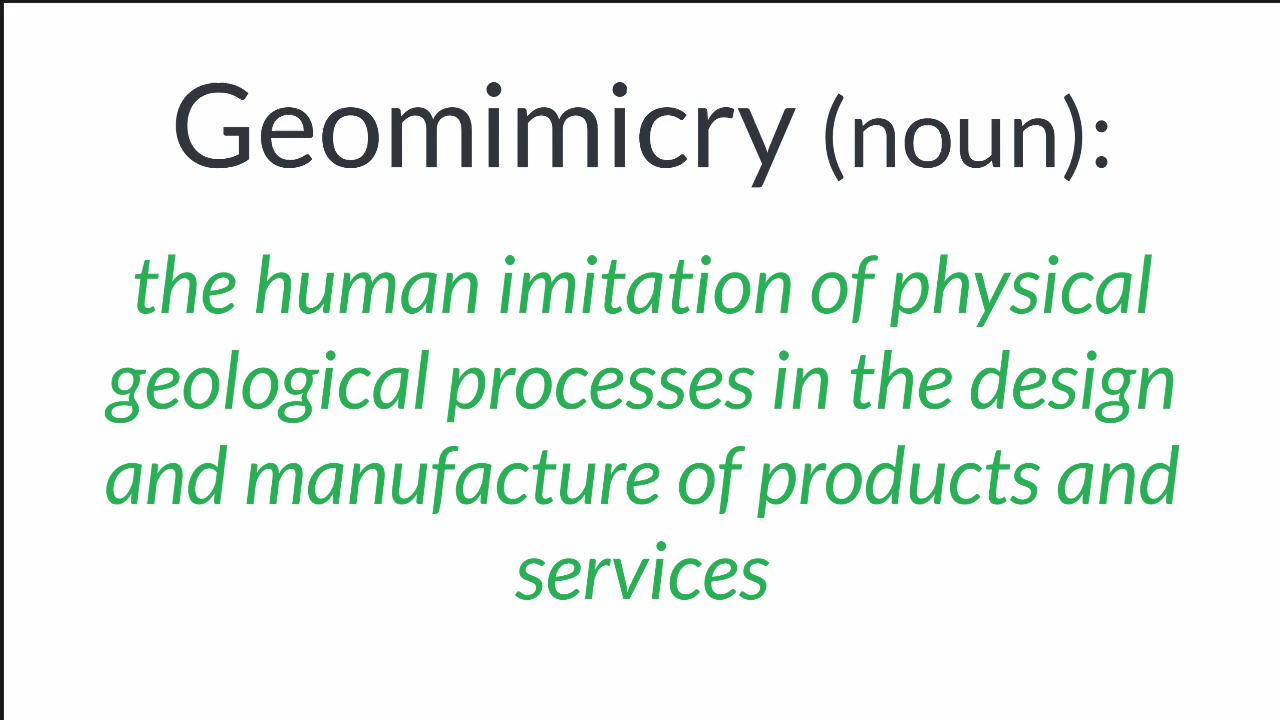 Geomimicry (noun):
the human imitation of physical
geological processes in the design
and manufacture of products and
services